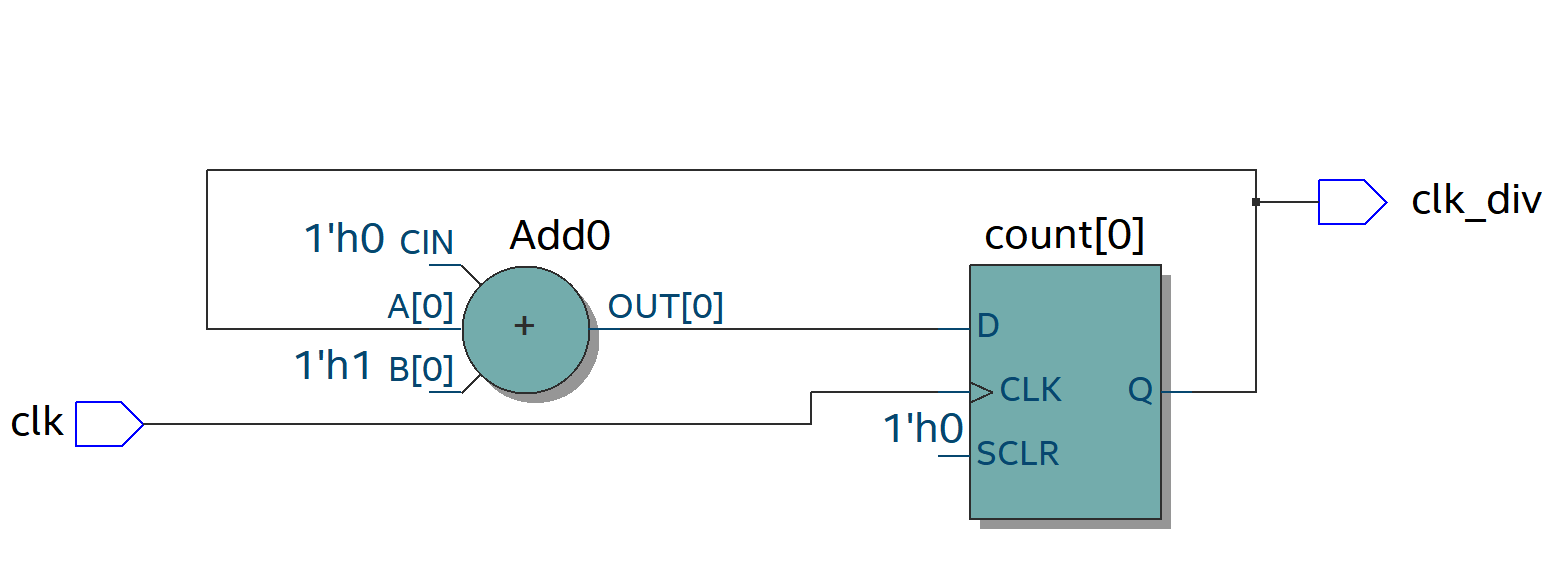 clk_div
Add0
count[0]
1'h0 CIN
A[0]
OUT[0]
+
D
1'h1 B[0]
CLK
Q
clk
1'h0
SCLR